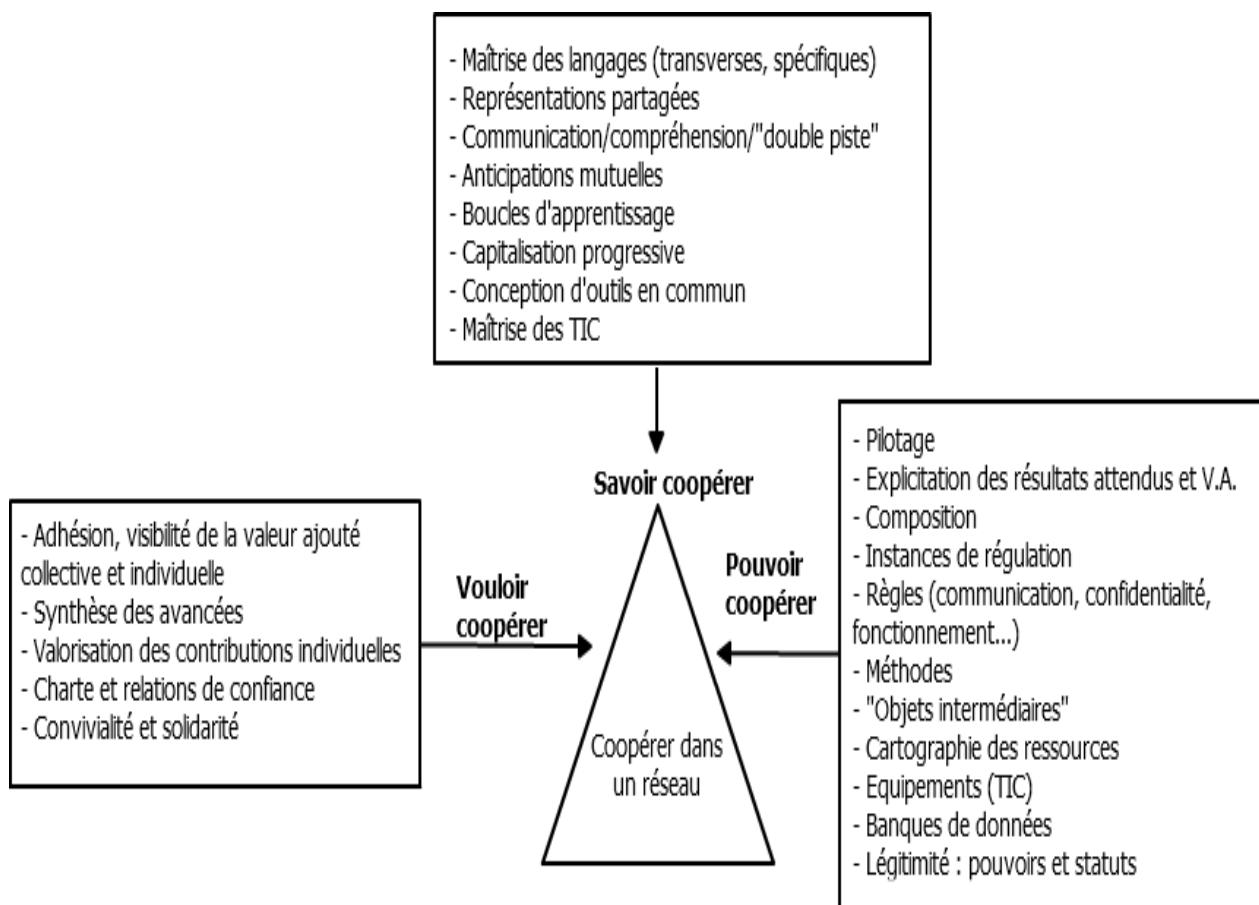 - Maîtrise des langages (transverses, spécifiques)
- Représentations partagées
- Communication/compréhension/"double piste"
- Anticipations mutuelles
- Boucles d'apprentissage
- Capitalisation progressive
- Conception d'outils en commun
- Maîtrise des TIC
Savoir coopérer
- Adhésion, visibilité de la valeur ajouté
collective et individuelle
- Synthèse des avancées
- Valorisation des contributions individuelles
- Charte et relations de confiance
- Convivialité et solidarité
Vouloir
coopérer
Pouvoir
coopérer
- Pilotage
- Explicitation des résultats attendus et V.A.
- Composition
- Instances de régulation
- Règles (communication, confidentialité,
fonctionnement...)
- Méthodes
- "Objets intermédiaires"
- Cartographie des ressources
- Equipements (TIC)
- Banques de données
- Légitimité : pouvoirs et statuts
Coopérer dans
un réseau